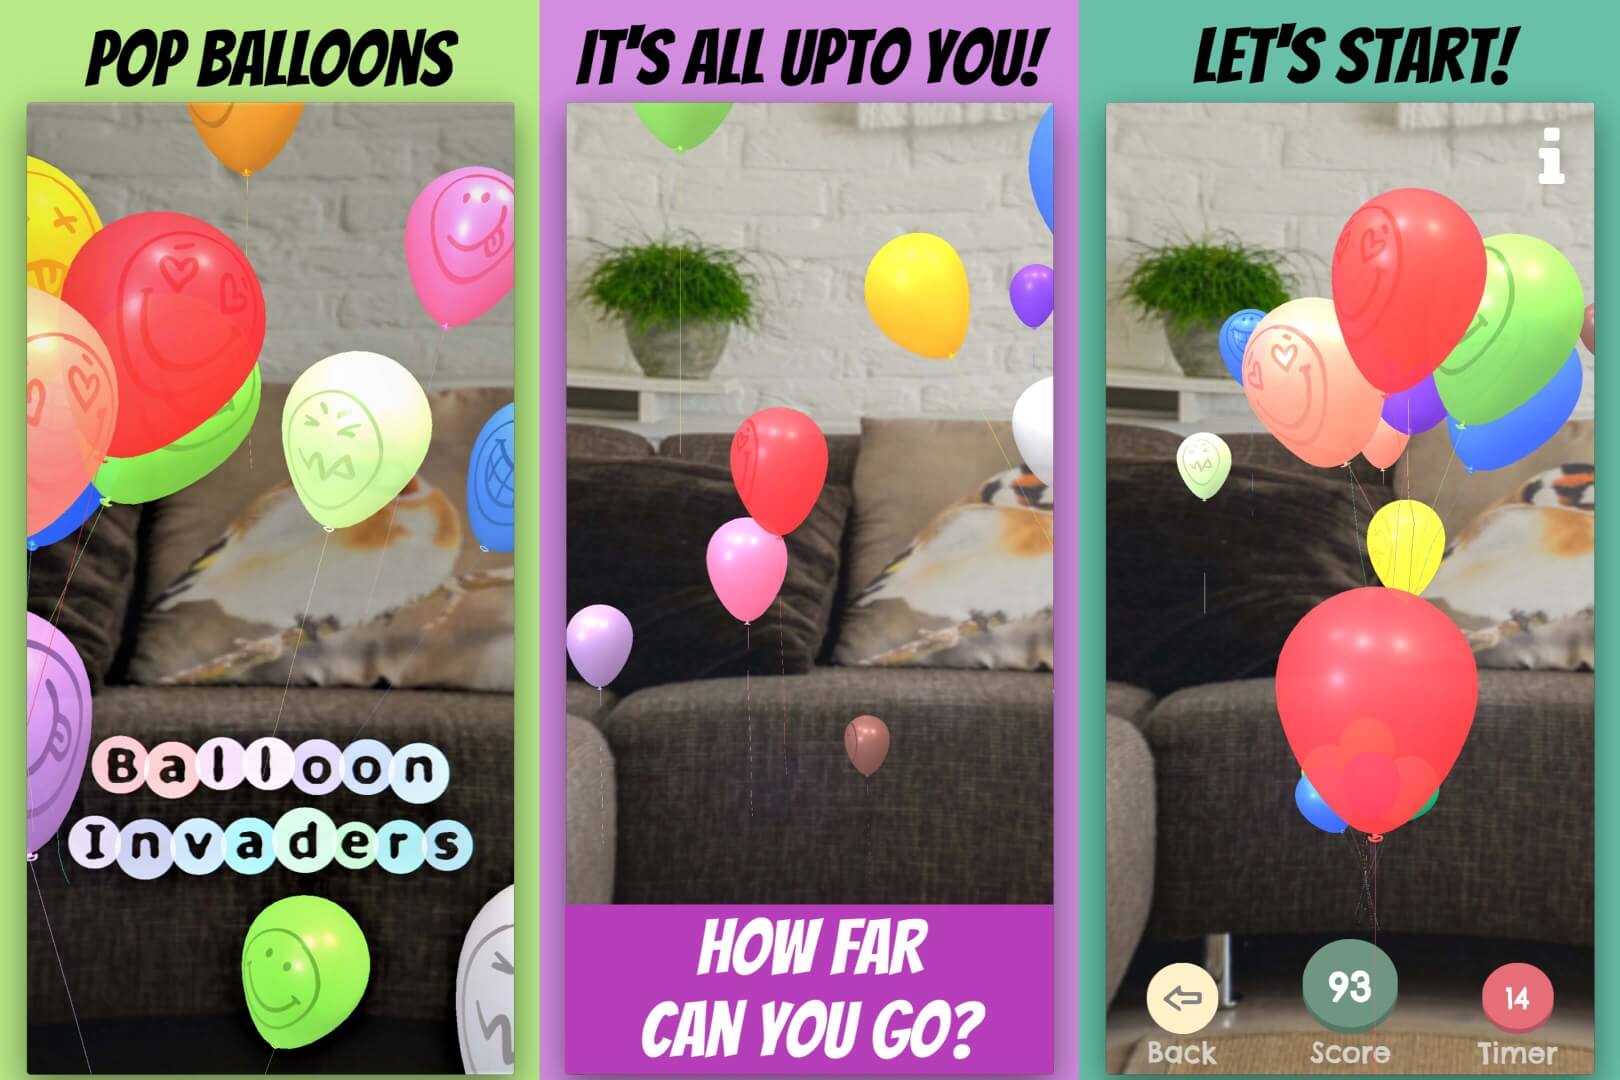 POP BALLOONS
Balloon
Invaders
IT'S ALL UPTO YOU!
HOW FAR
CAN YOU GO?
LET'S START!
i
93
14
Back
Score
Timer